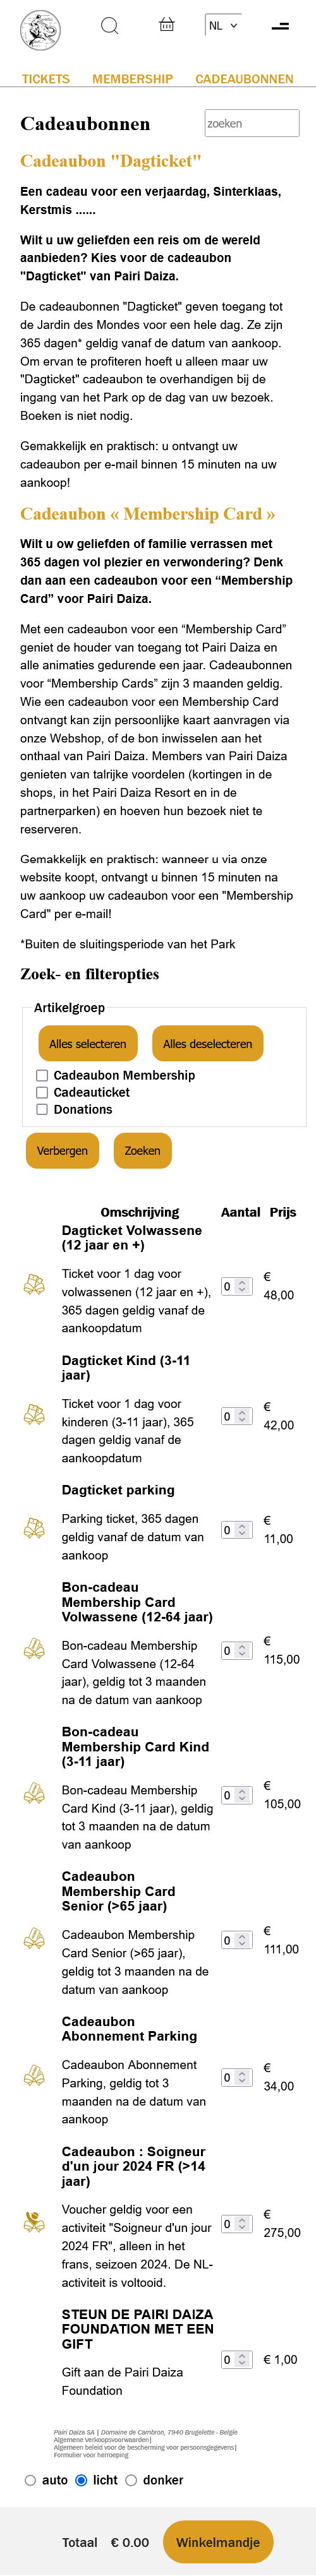 NL
TICKETS MEMBERSHIP CADEAUBONNEN
Cadeaubonnen
zoeken
Cadeaubon "Dagticket"
Een cadeau voor een verjaardag, Sinterklaas,
Kerstmis ......
Wilt u uw geliefden een reis om de wereld
aanbieden? Kies voor de cadeaubon
"Dagticket" van Pairi Daiza.
De cadeaubonnen "Dagticket" geven toegang tot
de Jardin des Mondes voor een hele dag. Ze zijn
365 dagen* geldig vanaf de datum van aankoop.
Om ervan te profiteren hoeft u alleen maar uw
"Dagticket" cadeaubon te overhandigen bij de
ingang van het Park op de dag van uw bezoek.
Boeken is niet nodig.
Gemakkelijk en praktisch: u ontvangt uw
cadeaubon per e-mail binnen 15 minuten na uw
aankoop!
Cadeaubon « Membership Card »
Wilt u ow geliefden of familie verrassen met
365 dagen vol plezier en verwondering? Denk
dan aan een cadeaubon voor een “Membership
Card” voor Pairi Daiza.
Met een cadeaubon voor een “Membership Card”
geniet de houder van toegang tot Pairi Daiza en
alle animaties gedurende een jaar. Cadeaubonnen
voor “Membership Cards” zijn 3 maanden geldig.
Wie een cadeaubon voor een Membership Card
ontvangt kan zijn persoonlijke kaart aanvragen via
onze Webshop, of de bon inwisselen aan het
onthaal van Pairi Daiza. Members van Pairi Daiza
genieten van talrijke voordelen (kortingen in de
shops, in het Pairi Daiza Resort en in de
partnerparken) en hoeven hun bezoek niet te
reserveren.
Gemakkelijk en praktisch: wanneer u via onze
website koopt, ontvangt u binnen 15 minuten na
uw aankoop uw cadeaubon voor een "Membership
Card" per e-mail!
*Buiten de sluitingsperiode van het Park
Zoek- en filteropties
Artikelgroep
Alles selecteren Alles deselecteren
Cadeaubon Membership
Cadeauticket
Donations
Verbergen Zoeken
Omschrijving Aantal Prijs
Dagticket Volwassene
(12 jaar en +)
Ticket voor 1 dag voor
volwassenen (12 jaar en +),
365 dagen geldig vanaf de
aankoopdatum
0
€
48,00
Dagticket Kind (3-11
jaar)
Ticket voor 1 dag voor
kinderen (3-11 jaar), 365
dagen geldig vanaf de
aankoopdatum
0
€
42,00
Dagticket parking
Parking ticket, 365 dagen
geldig vanaf de datum van
aankoop
0
€
11,00
Bon-cadeau
Membership Card
Volwassene (12-64 jaar)
Bon-cadeau Membership
Card Volwassene (12-64
jaar), geldig tot 3 maanden
na de datum van aankoop
0
€
115,00
Bon-cadeau
Membership Card Kind
(3-11 jaar)
Bon-cadeau Membership
Card Kind (3-11 jaar), geldig
tot 3 maanden na de datum
van aankoop
0
€
105,00
Cadeaubon
Membership Card
Senior (>65 jaar)
Cadeaubon Membership
Card Senior (>65 jaar),
geldig tot 3 maanden na de
datum van aankoop
0
€
111,00
Cadeaubon
Abonnement Parking
Cadeaubon Abonnement
Parking, geldig tot 3
maanden na de datum van
aankoop
0
€
34,00
Cadeaubon : Soigneur
d'un jour 2024 FR (>14
jaar)
Voucher geldig voor een
activiteit "Soigneur d'un jour
2024 FR", alleen in het
frans, seizoen 2024. De NL-
activiteit is voltooid.
0
€
275,00
STEUN DE PAIRI DAIZA
FOUNDATION MET EEN
GIFT
Gift aan de Pairi Daiza
Foundation
0
€ 1,00
Pairi Daiza SA | Domaine de Cambron, 7940 Brugelette - Belgïe
Algemene Verkoopsvoorwaarden|
Algemeen beleid voor de bescherming voor persoonsgegevens|
Formulier voor herroeping
auto licht donker
Totaal € 0.00 Winkelmandje